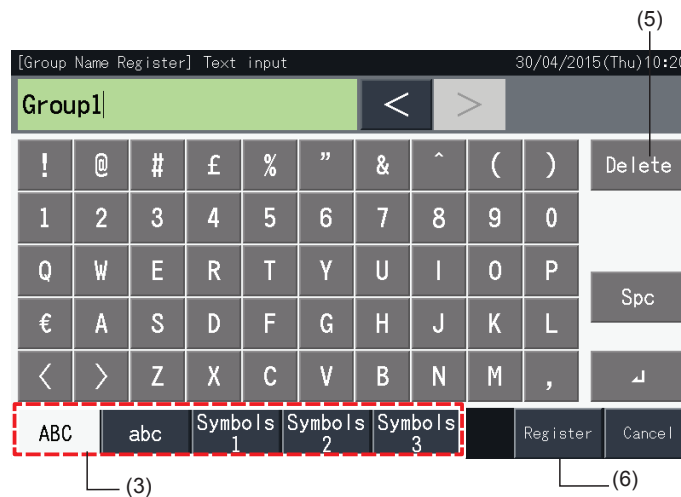 (5)
[Group Name Register] Text input 30/04/2015(Thu)10:20
Group1 < >
! @ # £ % " & ^ ( ) Delete
1 2 3 4 5 6 7 8 9 0
Q W E R T Y U I O P
Spc
€ A S D F G H J K L
< > Z X C V B N M , ↵
ABC abc Symbols 1 Symbols 2 Symbols 3 Register Cancel
(3) (6)